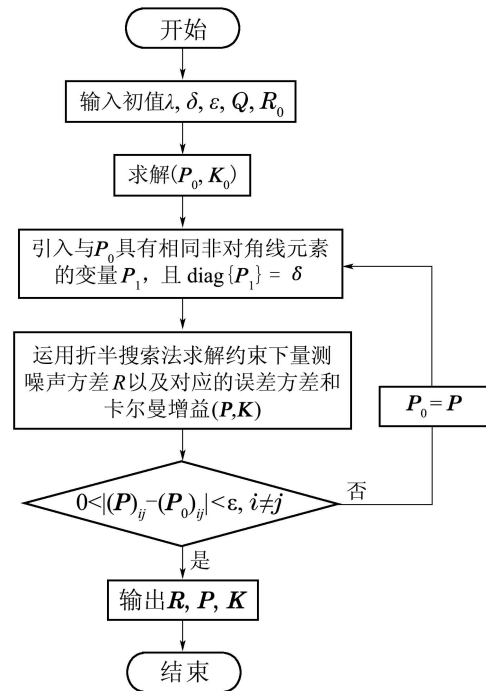 开始
输入初值λ, δ, ε, Q, R₀
求解(P₀, K₀)
引入与P₀具有相同非对角线元素
的变量P₁，且 diag{P₁} = δ
运用折半搜索法求解约束下量测
噪声方差R以及对应的误差方差和
卡尔曼增益(P,K)
P₀=P
0<|(P)ᵢⱼ−(P₀)ᵢⱼ|<ε, i≠j
否
是
输出R, P, K
结束